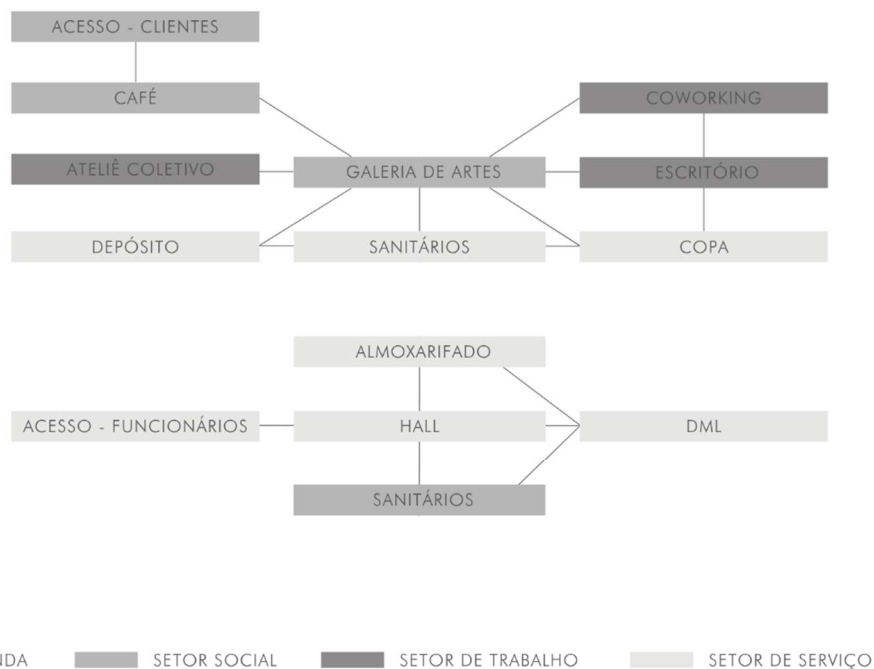 ACESSO - CLIENTES
CAFÉ
COWORKING
ATELIÊ COLETIVO
GALERIA DE ARTES
ESCRITÓRIO
DEPÓSITO
SANITÁRIOS
COPA
ALMOXARIFADO
ACESSO - FUNCIONÁRIOS
HALL
DML
SANITÁRIOS
NDA
SETOR SOCIAL
SETOR DE TRABALHO
SETOR DE SERVIÇO